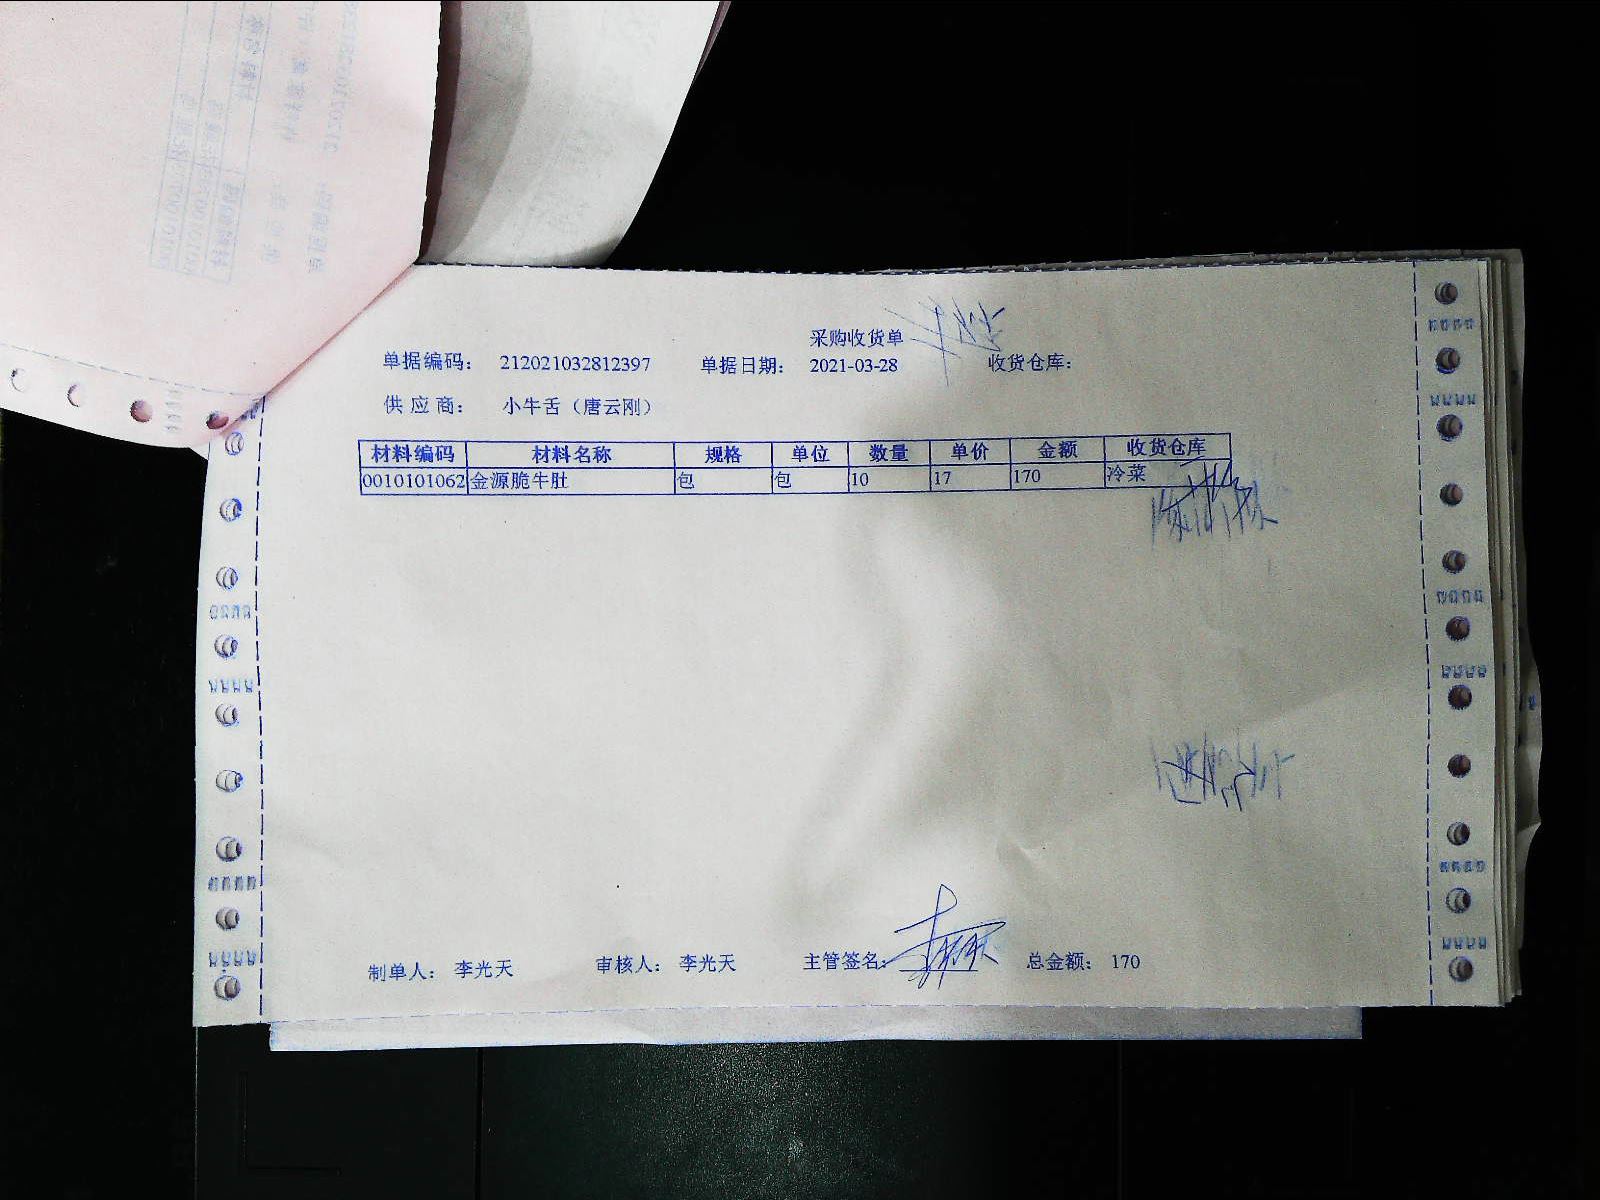 采购收货单
单据编码： 212021032812397 单据日期： 2021-03-28 收货仓库：
供应商： 小牛舌（唐云刚）
材料编码 材料名称 规格 单位 数量 单价 金额 收货仓库
0010101062 金源脆牛肚 包 包 10 17 170 冷菜
制单人： 李光天 审核人： 李光天 主管签名： 总金额： 170